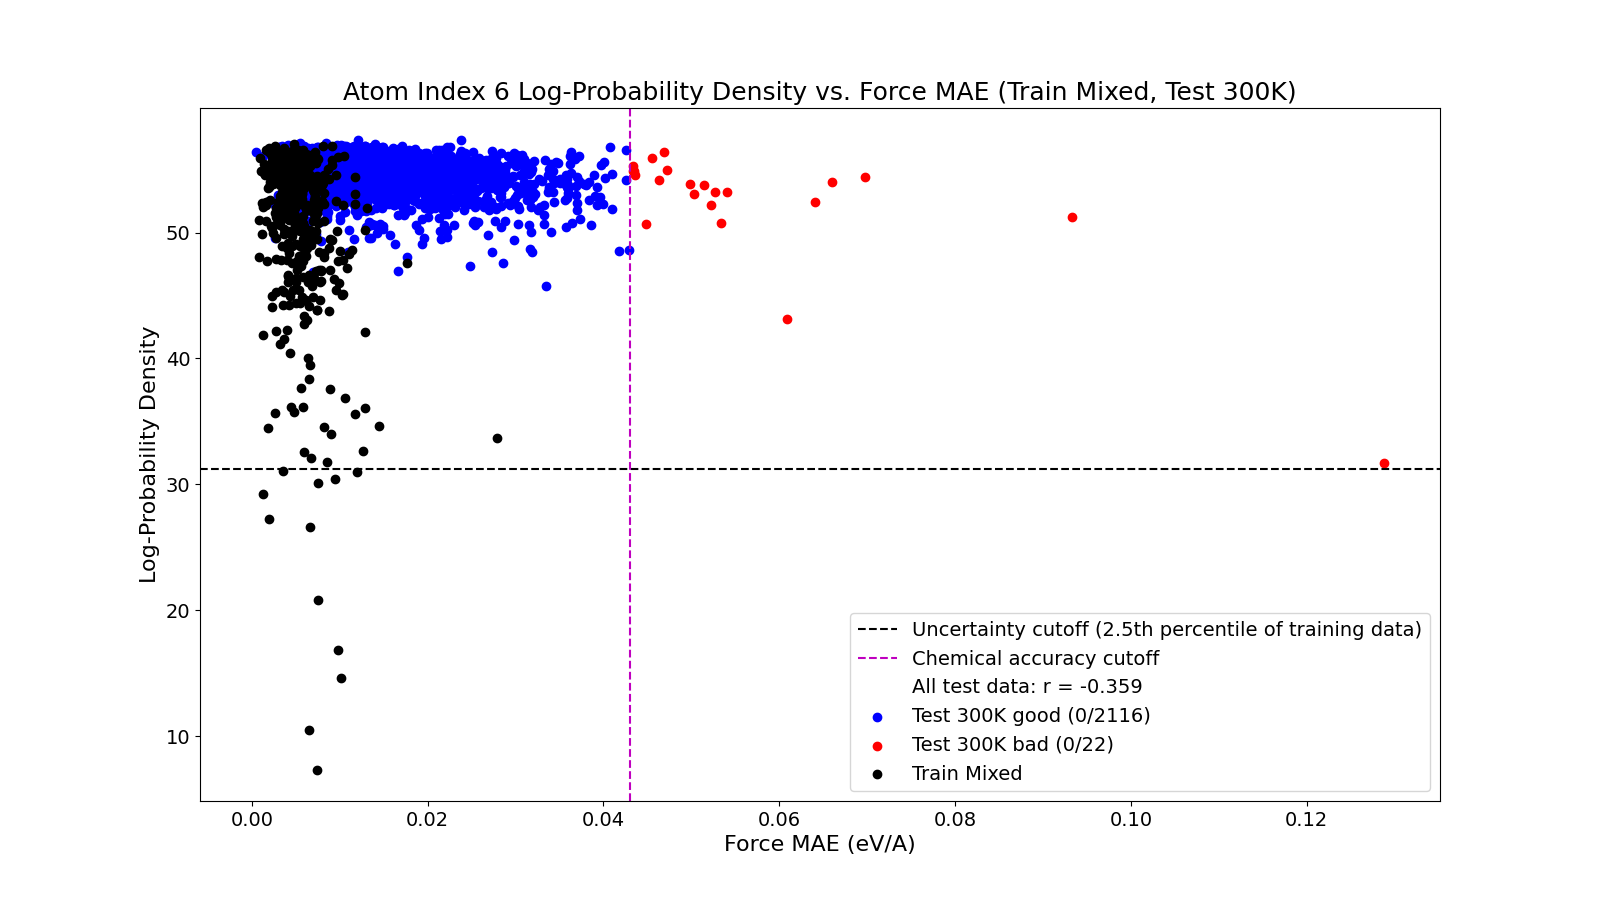 Atom Index 6 Log-Probability Density vs. Force MAE (Train Mixed, Test 300K)
Log-Probability Density
50
40
30
20
10
Uncertainty cutoff (2.5th percentile of training data)
Chemical accuracy cutoff
All test data: r = -0.359
Test 300K good (0/2116)
Test 300K bad (0/22)
Train Mixed
0.00 0.02 0.04 0.06 0.08 0.10 0.12
Force MAE (eV/A)